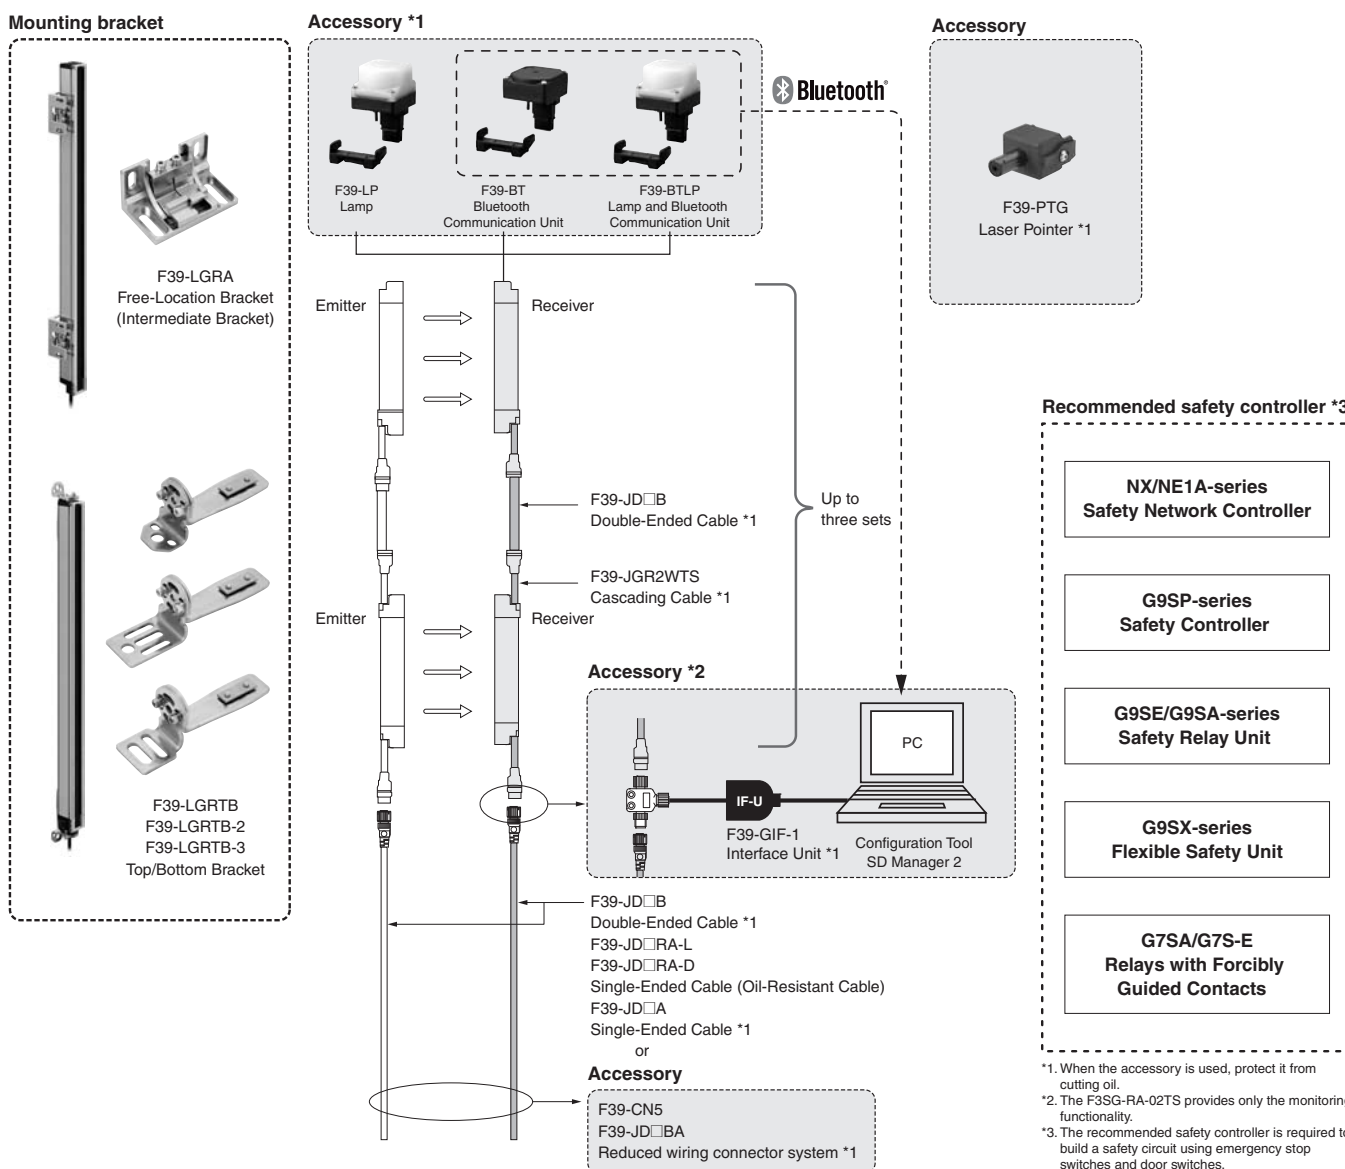 Mounting bracket
F39-LGRA
Free-Location Bracket
(Intermediate Bracket)
F39-LGRTB
F39-LGRTB-2
F39-LGRTB-3
Top/Bottom Bracket
Accessory *1
F39-LP
Lamp
F39-BT
Bluetooth
Communication Unit
F39-BTLP
Lamp and Bluetooth
Communication Unit
Bluetooth®
Accessory
F39-PTG
Laser Pointer *1
Emitter
Receiver
F39-JD□B
Double-Ended Cable *1
Up to
three sets
F39-JGR2WTS
Cascading Cable *1
Emitter
Receiver
Accessory *2
PC
IF-U
F39-GIF-1
Interface Unit *1
Configuration Tool
SD Manager 2
F39-JD□B
Double-Ended Cable *1
F39-JD□RA-L
F39-JD□RA-D
Single-Ended Cable (Oil-Resistant Cable)
F39-JD□A
Single-Ended Cable *1
or
Accessory
F39-CN5
F39-JD□BA
Reduced wiring connector system *1
Recommended safety controller *3
NX/NE1A-series
Safety Network Controller
G9SP-series
Safety Controller
G9SE/G9SA-series
Safety Relay Unit
G9SX-series
Flexible Safety Unit
G7SA/G7S-E
Relays with Forcibly
Guided Contacts
*1. When the accessory is used, protect it from
cutting oil.
*2. The F3SG-RA-02TS provides only the monitoring
functionality.
*3. The recommended safety controller is required to
build a safety circuit using emergency stop
switches and door switches.